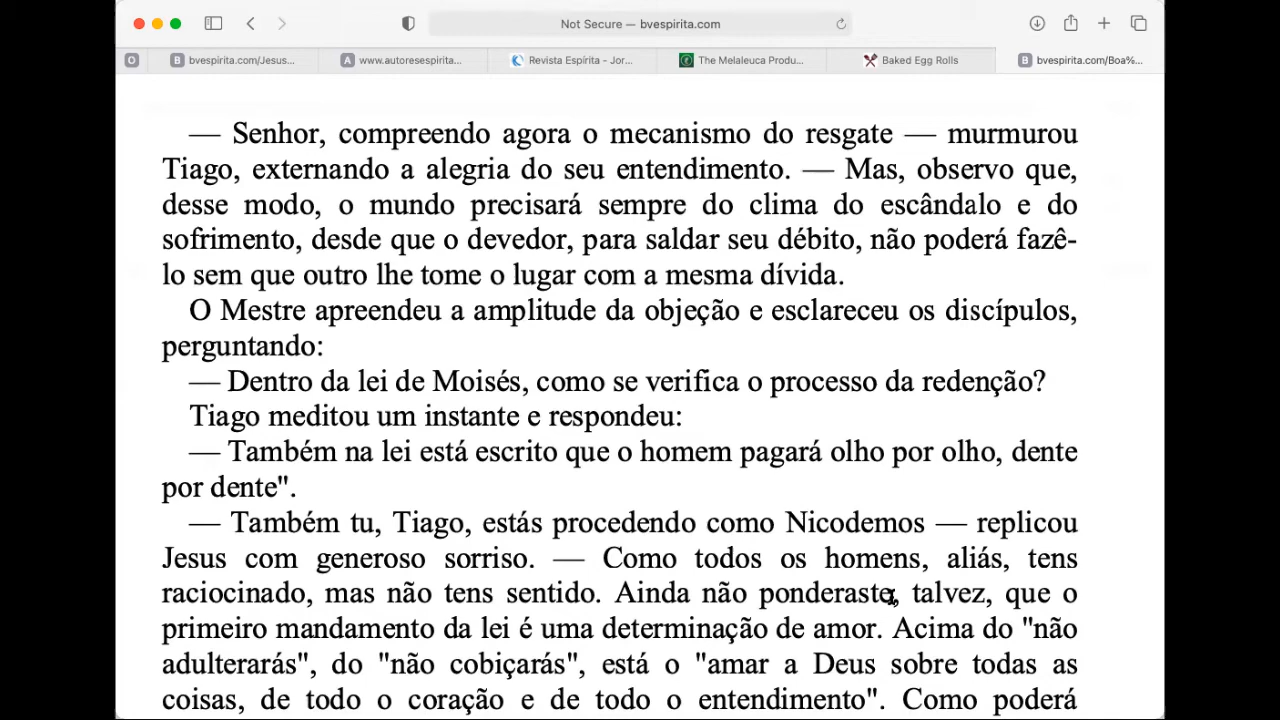 Not Secure — bvespirita.com
O
B bvespirita.com/Jesus...
A www.autoresespirita...
Revista Espírita - Jor...
The Melaleuca Produ...
Baked Egg Rolls
B bvespirita.com/Boa%...
— Senhor, compreendo agora o mecanismo do resgate — murmurou
Tiago, externando a alegria do seu entendimento. — Mas, observo que,
desse modo, o mundo precisará sempre do clima do escândalo e do
sofrimento, desde que o devedor, para saldar seu débito, não poderá fazê-
lo sem que outro lhe tome o lugar com a mesma dívida.
O Mestre apreendeu a amplitude da objeção e esclareceu os discípulos,
perguntando:
— Dentro da lei de Moisés, como se verifica o processo da redenção?
Tiago meditou um instante e respondeu:
— Também na lei está escrito que o homem pagará olho por olho, dente
por dente".
— Também tu, Tiago, estás procedendo como Nicodemos — replicou
Jesus com generoso sorriso. — Como todos os homens, aliás, tens
raciocinado, mas não tens sentido. Ainda não ponderaste, talvez, que o
primeiro mandamento da lei é uma determinação de amor. Acima do "não
adulterarás", do "não cobiçarás", está o "amar a Deus sobre todas as
coisas, de todo o coração e de todo o entendimento". Como poderá